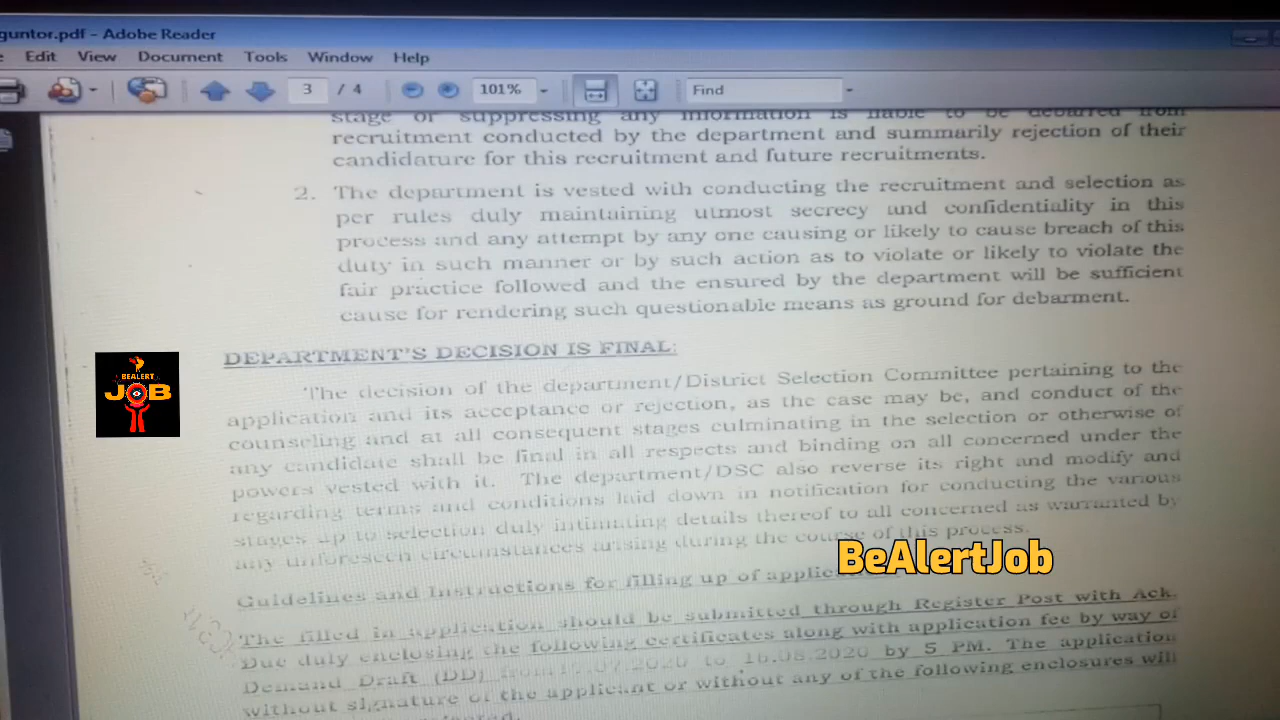 guntor.pdf - Adobe Reader
Edit View Document Tools Window Help
3 / 4 101% Find
stage or suppressing any information is liable to be debarred from
recruitment conducted by the department and summarily rejection of their
candidature for this recruitment and future recruitments.
2. The department is vested with conducting the recruitment and selection as
per rules duly maintaining utmost secrecy and confidentiality in this
process and any attempt by any one causing or likely to cause breach of this
duty in such manner or by such action as to violate or likely to violate the
fair practice followed and the ensured by the department will be sufficient
cause for rendering such questionable means as ground for debarment.
DEPARTMENT'S DECISION IS FINAL:
BEALERT
JOB
The decision of the department/District Selection Committee pertaining to the
application and its acceptance or rejection, as the case may be, and conduct of the
counseling and at all consequent stages culminating in the selection or otherwise of
any candidate shall be final in all respects and binding on all concerned under the
powers vested with it. The department/DSC also reverse its right and modify and
regarding terms and conditions laid down in notification for conducting the various
stages up to selection duly intimating details thereof to all concerned as warranted by
any unforeseen circumstances arising during the course of this process.
BeAlertJob
Guidelines and Instructions for filling up of
The filled in application should be submitted through Register Post with Ack.
Due duly enclosing the following certificates along with application fee by way of
Demand Draft (DD) from to 16.08.2020 by 5 PM. The application
without signature of the applicant or without any of the following enclosures will